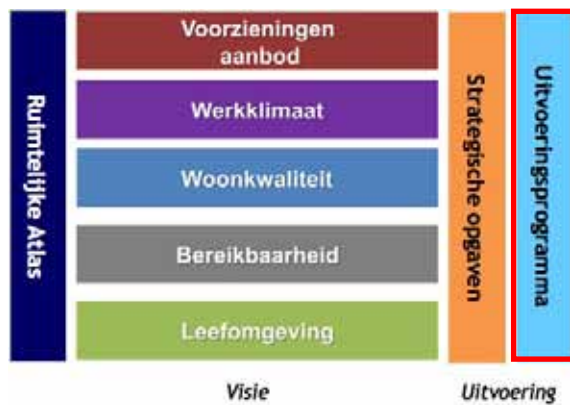 Ruimtelijke Atlas
Voorzieningen
aanbod
Werkklimaat
Woonkwaliteit
Bereikbaarheid
Leefomgeving
Strategische opgaven
Uitvoeringsprogramma
Visie
Uitvoering